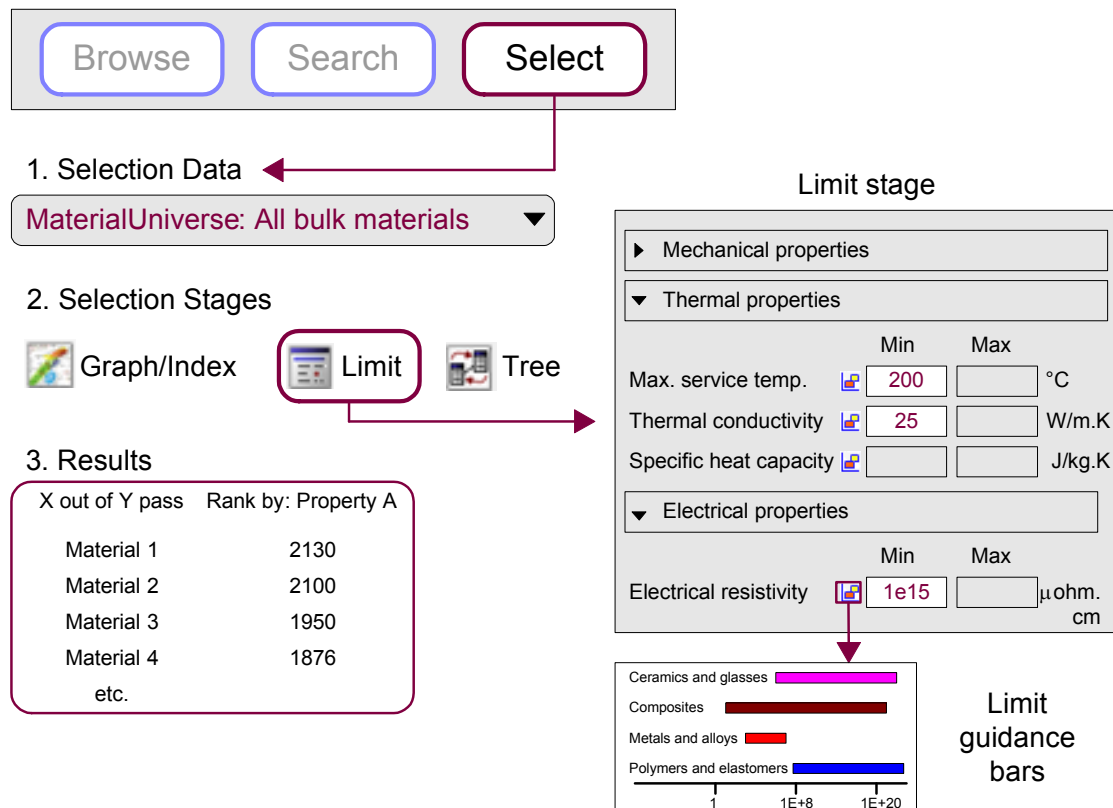 Browse Search Select
1. Selection Data
MaterialUniverse: All bulk materials
2. Selection Stages
Graph/Index Limit Tree
3. Results
X out of Y pass Rank by: Property A
Material 1 2130
Material 2 2100
Material 3 1950
Material 4 1876
etc.
Limit stage
Mechanical properties
Thermal properties
Min Max
Max. service temp. 200 °C
Thermal conductivity 25 W/m.K
Specific heat capacity J/kg.K
Electrical properties
Min Max
Electrical resistivity 1e15 μohm.
cm
Ceramics and glasses
Composites
Metals and alloys
Polymers and elastomers
1 1E+8 1E+20
Limit
guidance
bars